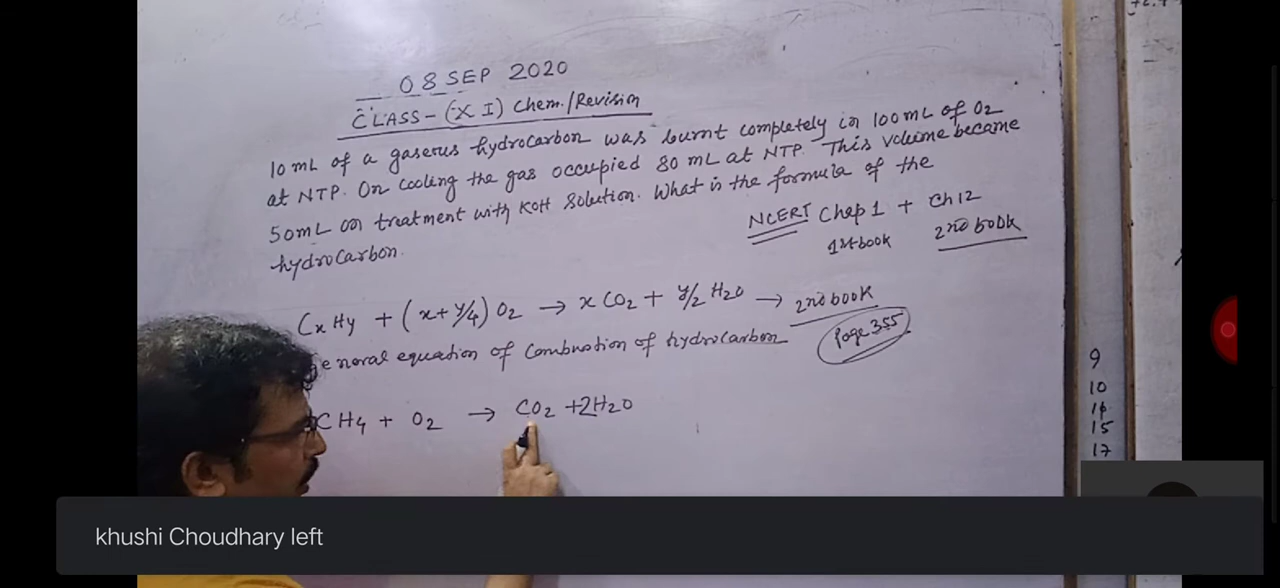 08 SEP 2020
CLASS - (XI) Chem./Revision
10 mL of a gaseous hydrocarbon was burnt completely in 100 mL of O2
at NTP. On cooling the gas occupied 80 mL at NTP. This volume became
50mL on treatment with KOH Solution. What is the formula of the
hydrocarbon.
NCERT Chap 1 + Ch 12
1st book 2nd book
CxHy + (x+y/4) O2 → x CO2 + y/2 H2O → 2nd book
eneral equation of Combustion of hydrocarbon
Page 355
CH4 + O2 → CO2 + 2H2O
9
10
16
15
17
khushi Choudhary left